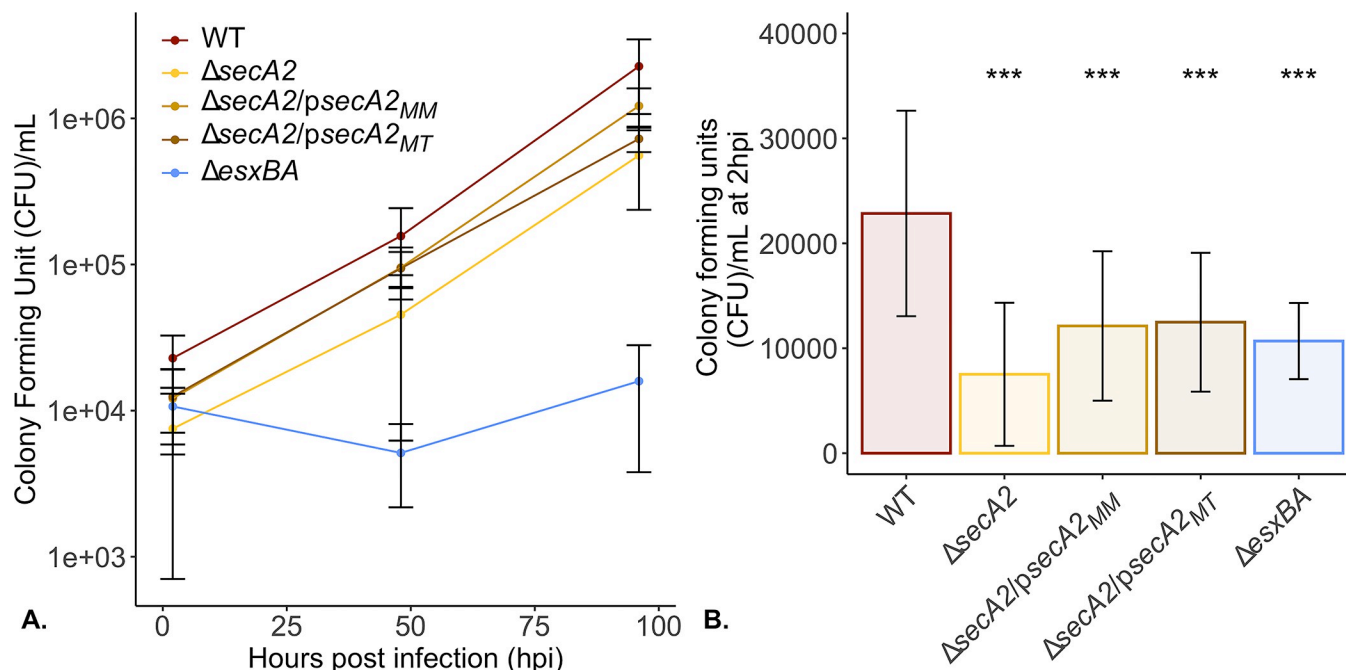 WT
ΔsecA2
ΔsecA2/psecA2MM
ΔsecA2/psecA2MT
ΔesxBA
Colony Forming Unit (CFU)/mL
1e+06
1e+05
1e+04
1e+03
0 25 50 75 100
Hours post infection (hpi)
A.
Colony forming units
(CFU)/mL at 2hpi
40000
30000
20000
10000
0
*** *** *** ***
WT
ΔsecA2
ΔsecA2/psecA2MM
ΔsecA2/psecA2MT
ΔesxBA
B.